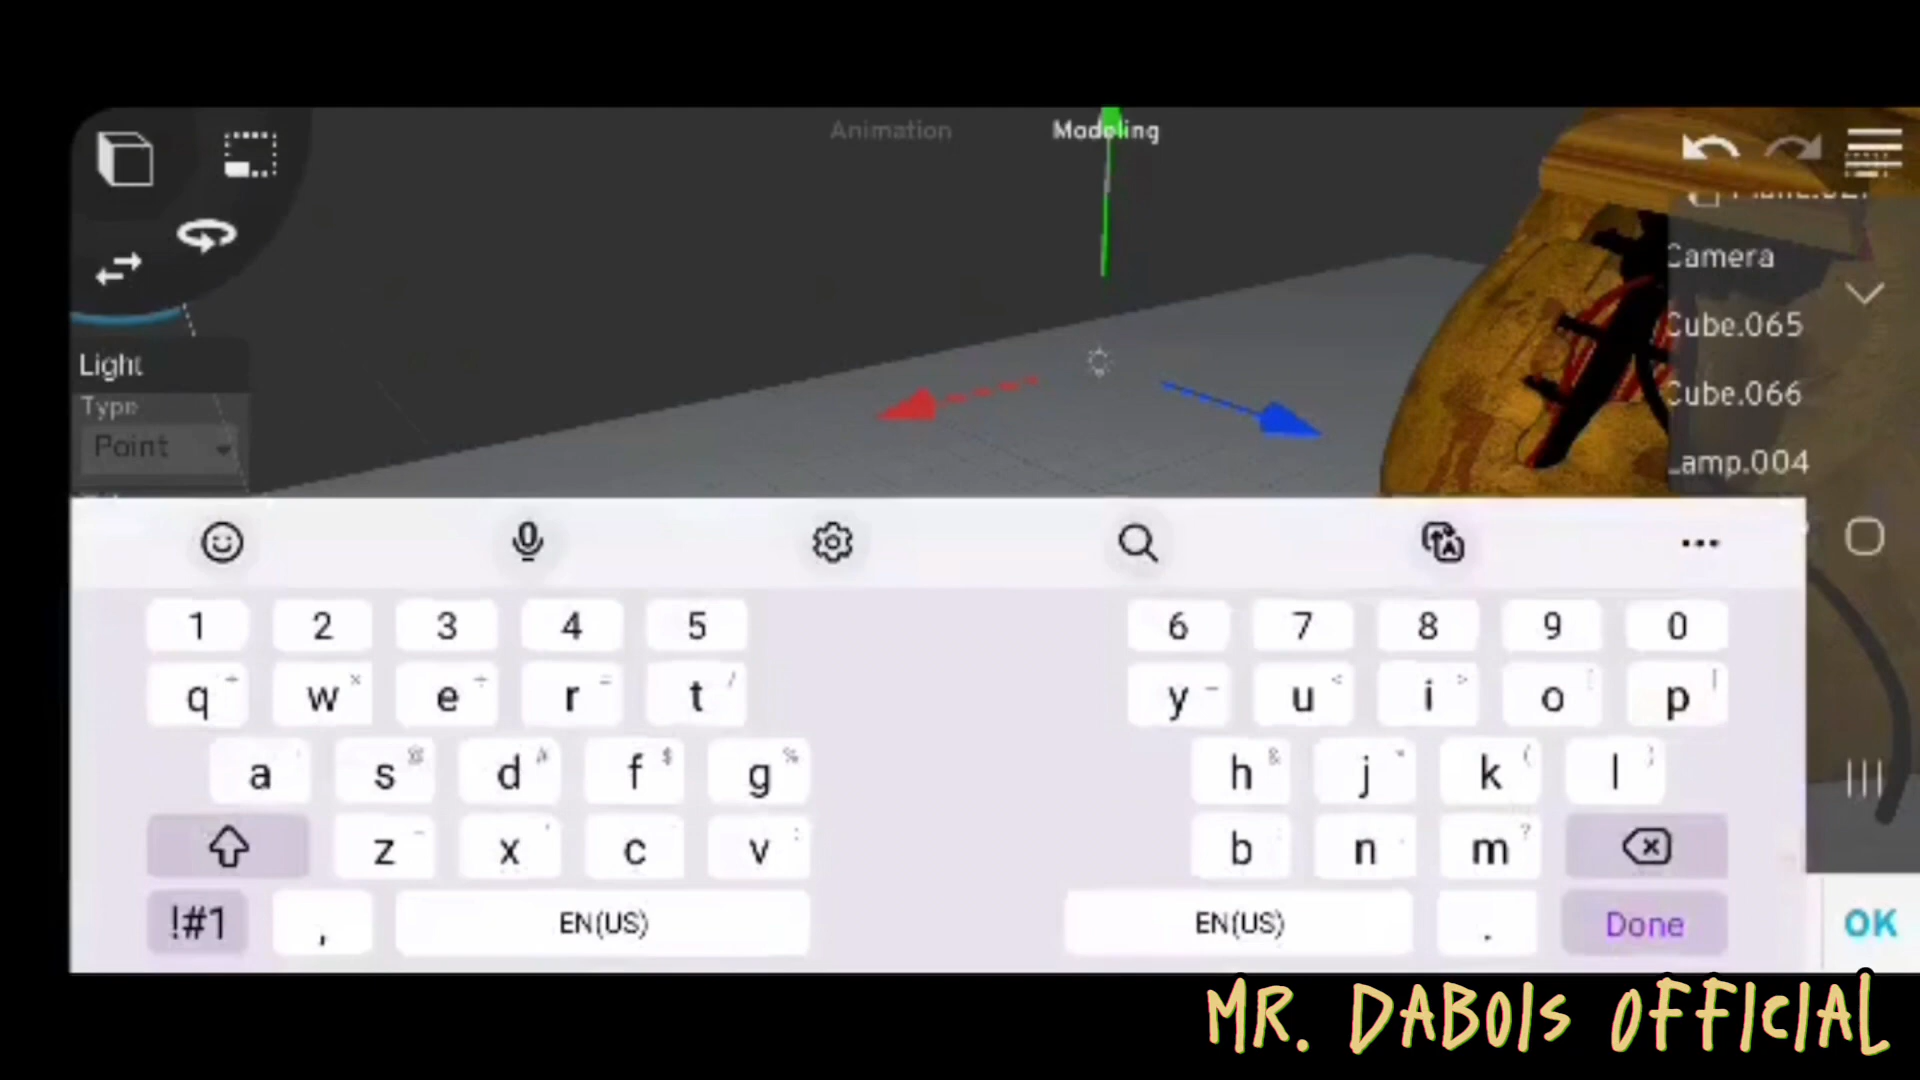 Animation
Modeling
Camera
Cube.065
Light
Cube.066
Type
Point
Lamp.004
1 2 3 4 5 6 7 8 9 0
q w e r t y u i o p
a s d f g h j k l
z x c v b n m
!#1 , EN(US) EN(US) . Done
OK
MR. DABOIS OFFICIAL